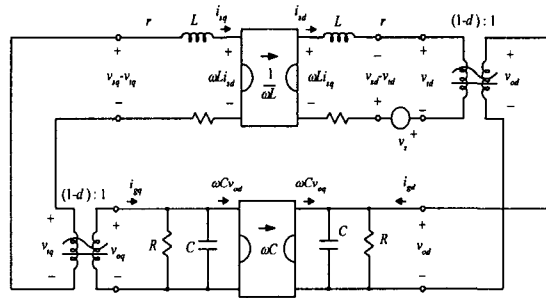 i_sq
i_sd
(1-d) : 1
r
L
L
r
+
+
+
+
+
+
v_sq-v_tq
ωLi_sd
1/ωL
ωLi_sq
v_sd-v_td
v_td
v_od
−
−
−
+
−
−
v_s
+
(1-d) : 1
i_gq
ωCv_od
ωCv_oq
i_gd
+
+
+
v_tq
v_oq
R
C
ωC
C
R
v_od
−
−
−